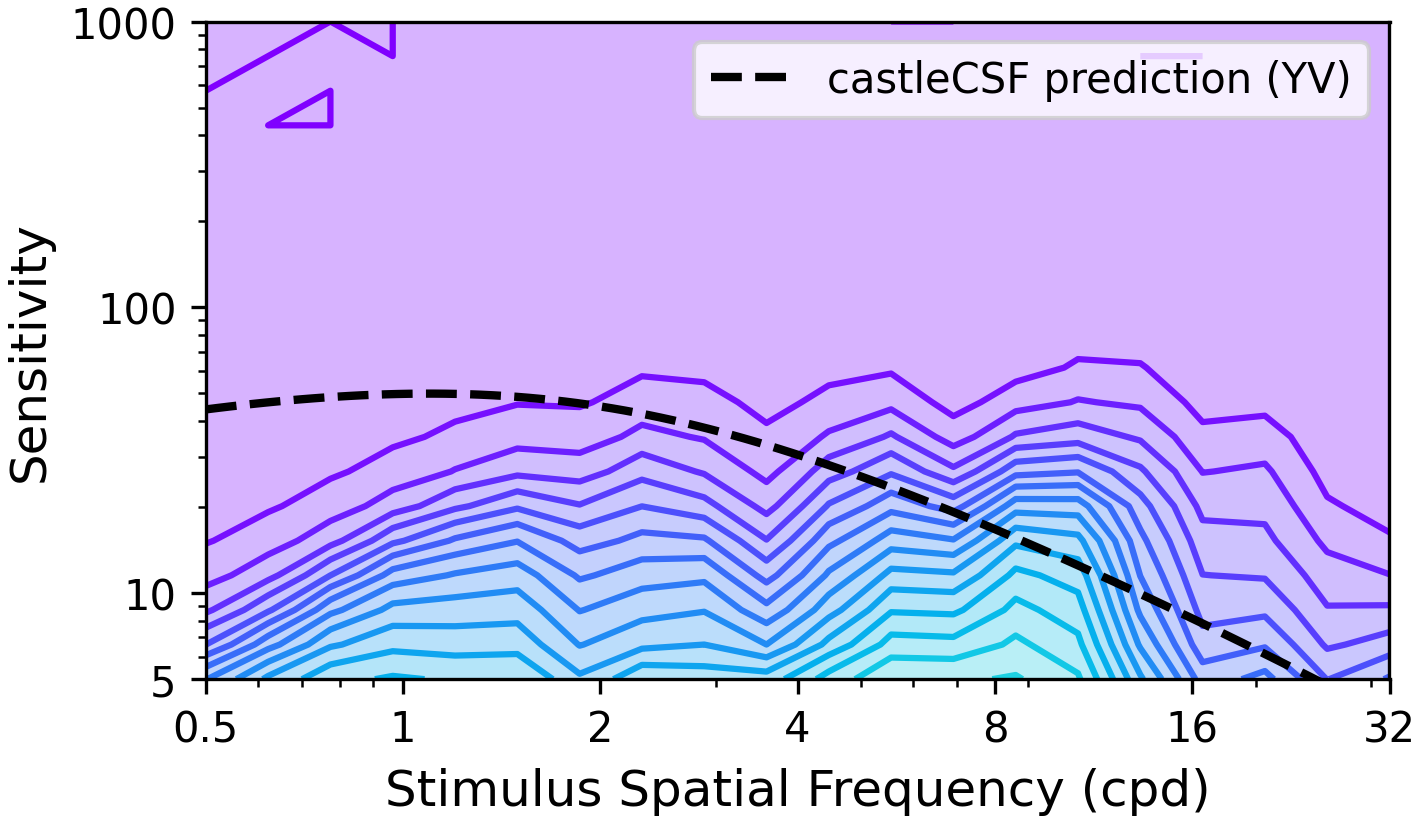 1000
100
10
5
Sensitivity
castleCSF prediction (YV)
0.5 1 2 4 8 16 32
Stimulus Spatial Frequency (cpd)